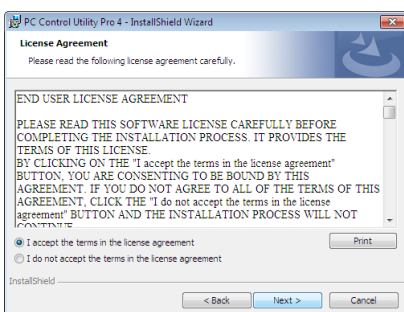 PC Control Utility Pro 4 - InstallShield Wizard
License Agreement
Please read the following license agreement carefully.
END USER LICENSE AGREEMENT
PLEASE READ THIS SOFTWARE LICENSE CAREFULLY BEFORE
COMPLETING THE INSTALLATION PROCESS. IT PROVIDES THE
TERMS OF THIS LICENSE.
BY CLICKING ON THE "I accept the terms in the license agreement"
BUTTON, YOU ARE CONSENTING TO BE BOUND BY THIS
AGREEMENT. IF YOU DO NOT AGREE TO ALL OF THE TERMS OF THIS
AGREEMENT, CLICK THE "I do not accept the terms in the license
agreement" BUTTON AND THE INSTALLATION PROCESS WILL NOT
CONTINUE.
I accept the terms in the license agreement
Print
I do not accept the terms in the license agreement
InstallShield
< Back
Next >
Cancel